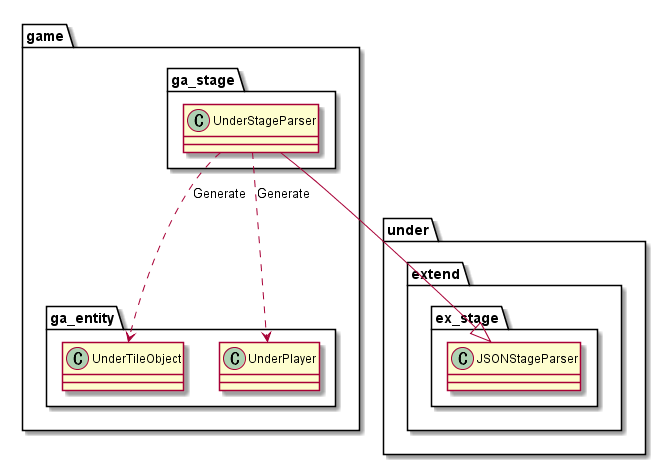 game
ga_stage
C UnderStageParser
Generate
Generate
under
extend
ga_entity
ex_stage
C UnderTileObject
C UnderPlayer
C JSONStageParser